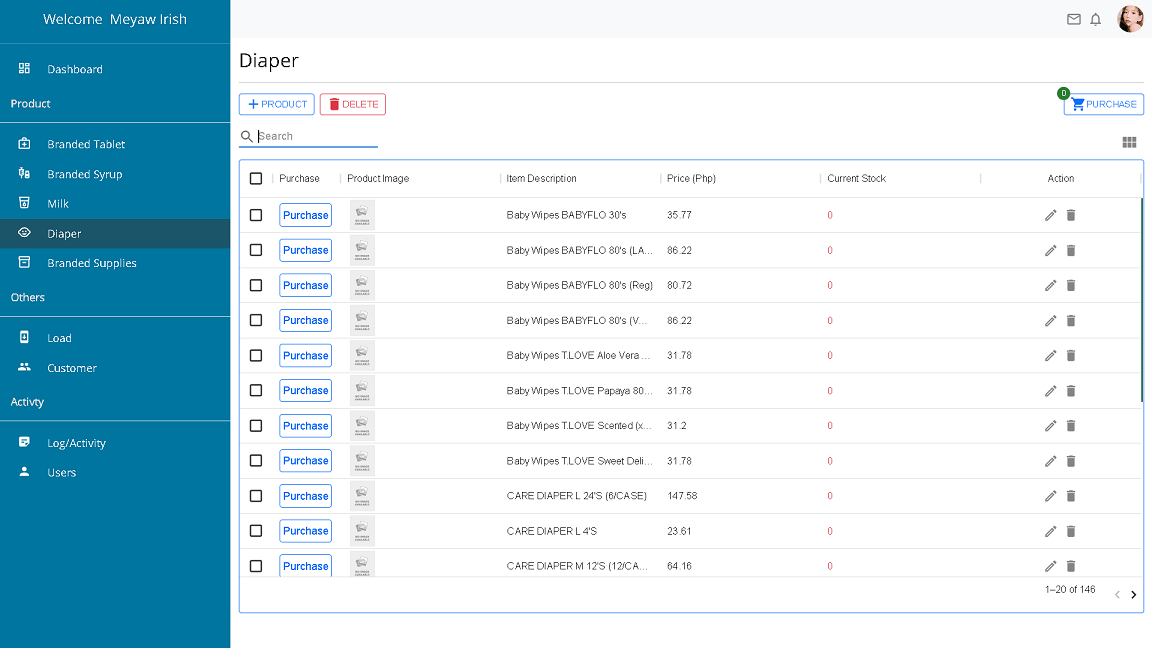 Welcome Meyaw Irish
Dashboard
Product
Branded Tablet
Branded Syrup
Milk
Diaper
Branded Supplies
Others
Load
Customer
Activty
Log/Activity
Users
Diaper
PRODUCT
DELETE
0
PURCHASE
Search
Purchase Product Image Item Description Price (Php) Current Stock Action
Purchase Baby Wipes BABYFLO 30's 35.77 0
Purchase Baby Wipes BABYFLO 80's (LA... 86.22 0
Purchase Baby Wipes BABYFLO 80's (Reg) 80.72 0
Purchase Baby Wipes BABYFLO 80's (V... 86.22 0
Purchase Baby Wipes T.LOVE Aloe Vera ... 31.78 0
Purchase Baby Wipes T.LOVE Papaya 80... 31.78 0
Purchase Baby Wipes T.LOVE Scented (x... 31.2 0
Purchase Baby Wipes T.LOVE Sweet Deli... 31.78 0
Purchase CARE DIAPER L 24'S (6/CASE) 147.58 0
Purchase CARE DIAPER L 4'S 23.61 0
Purchase CARE DIAPER M 12'S (12/CA... 64.16 0
1–20 of 146